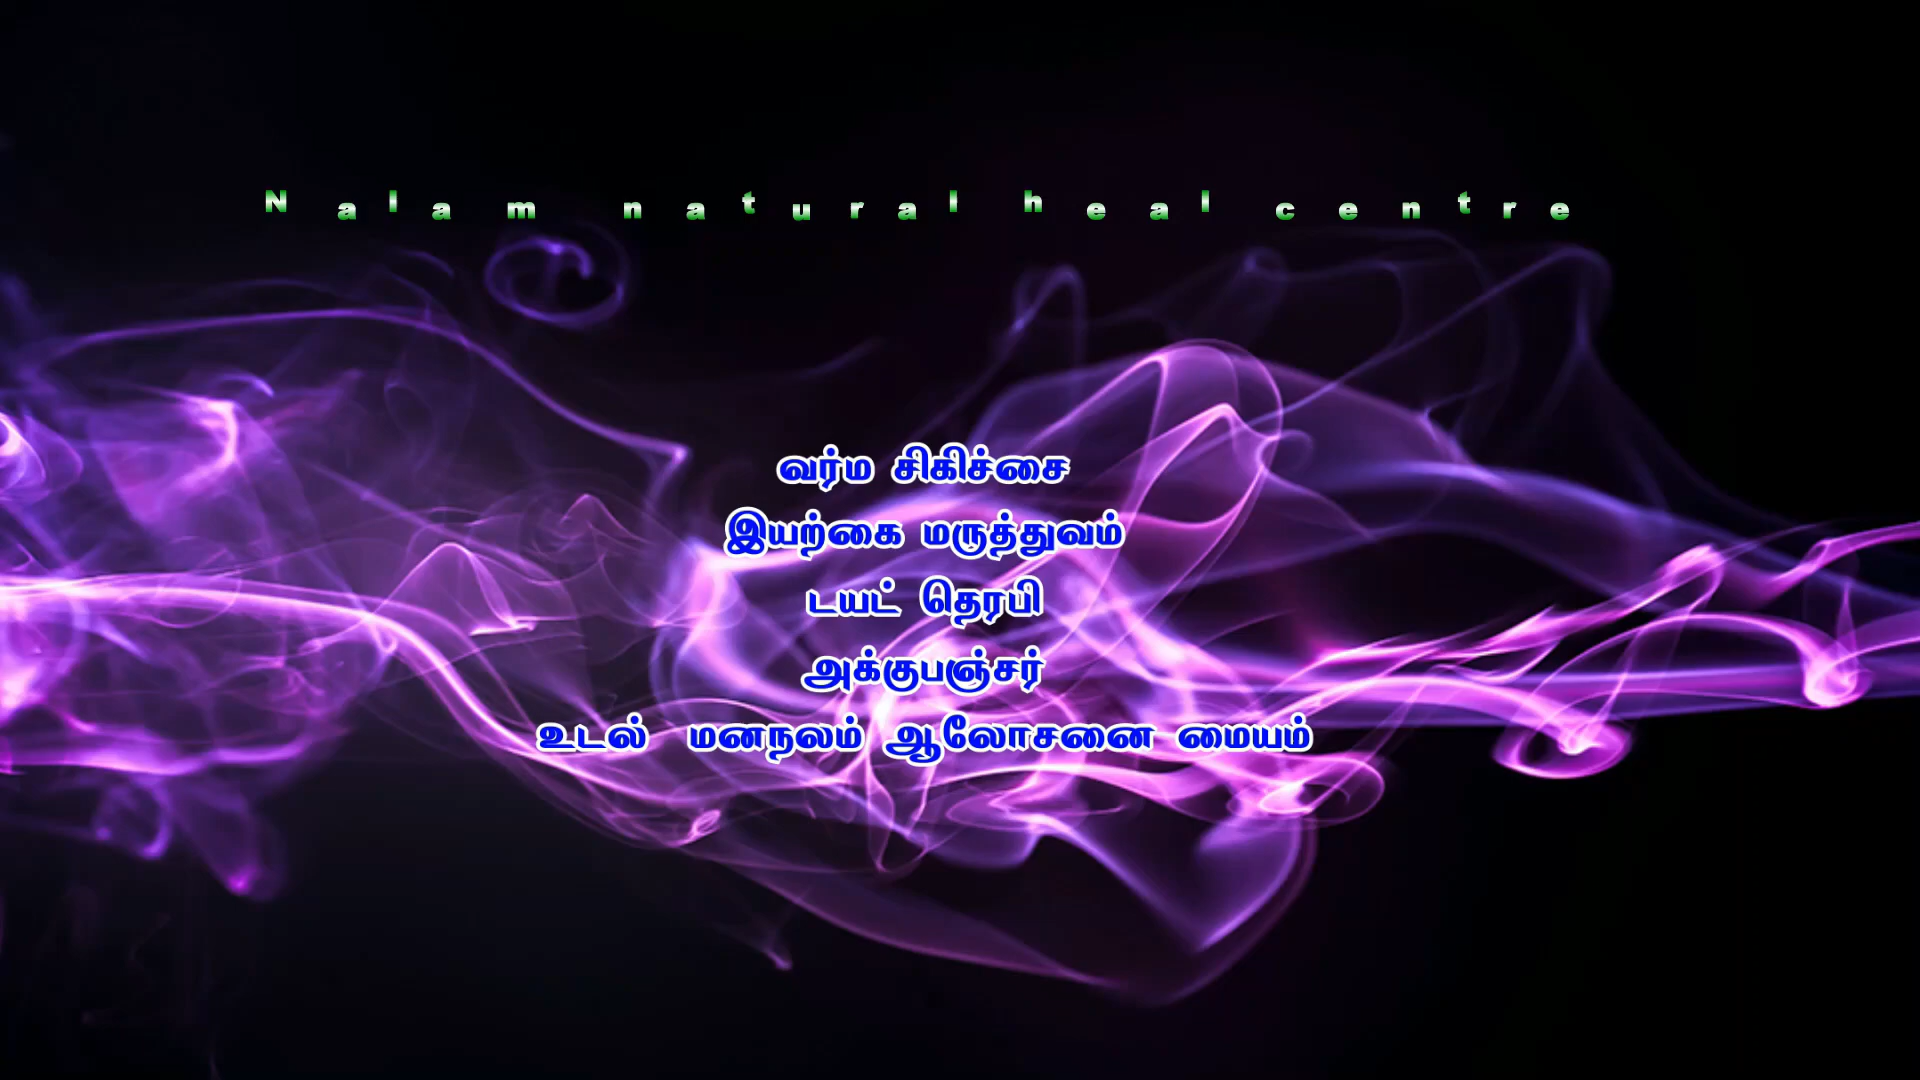 Nalam natural heal centre
வர்ம சிகிச்சை
இயற்கை மருத்துவம்
டயட் தெரபி
அக்குபஞ்சர்
உடல் மனநலம் ஆலோசனை மையம்